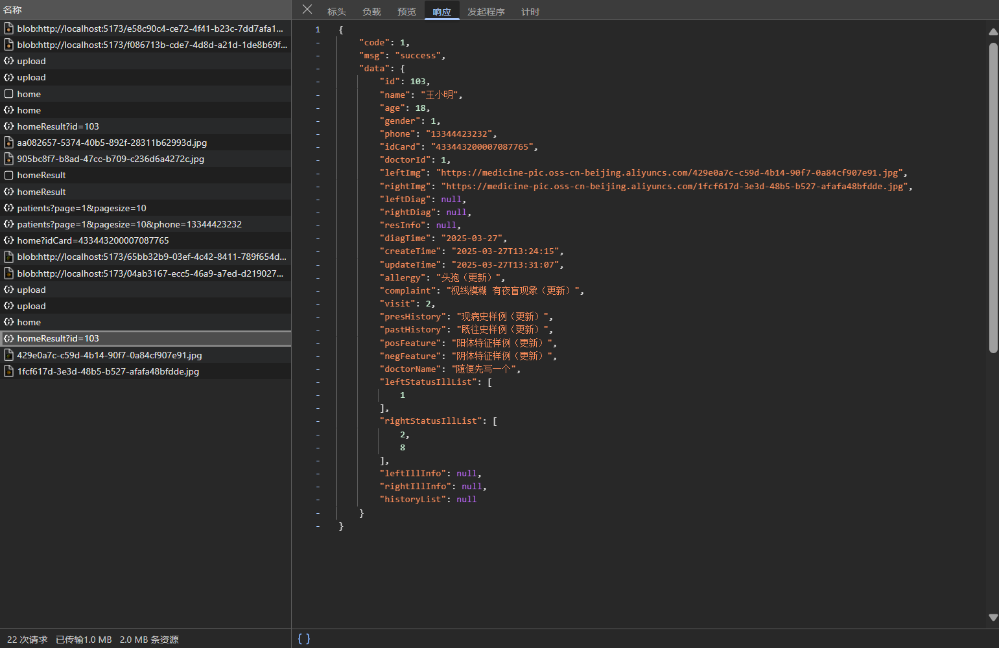 名称
blob:http://localhost:5173/e58c90c4-ce72-4f41-b23c-7dd7afa1...
blob:http://localhost:5173/f086713b-cde7-4d8d-a21d-1de8b69f...
upload
upload
home
home
homeResult?id=103
aa082657-5374-40b5-892f-28311b62993d.jpg
905bc8f7-b8ad-47cc-b709-c236d6a4272c.jpg
homeResult
homeResult
patients?page=1&pagesize=10
patients?page=1&pagesize=10&phone=13344423232
home?idCard=433443200007087765
blob:http://localhost:5173/65bb32b9-03ef-4c42-8411-789f654d...
blob:http://localhost:5173/04ab3167-ecc5-46a9-a7ed-d219027...
upload
upload
home
homeResult?id=103
429e0a7c-c59d-4b14-90f7-0a84cf907e91.jpg
1fcf617d-3e3d-48b5-b527-afafa48bfdde.jpg
22 次请求 已传输1.0 MB 2.0 MB 条资源
标头 负载 预览 响应 发起程序 计时
1 {
- "code": 1,
- "msg": "success",
- "data": {
- "id": 103,
- "name": "王小明",
- "age": 18,
- "gender": 1,
- "phone": "13344423232",
- "idCard": "433443200007087765",
- "doctorId": 1,
- "leftImg": "https://medicine-pic.oss-cn-beijing.aliyuncs.com/429e0a7c-c59d-4b14-90f7-0a84cf907e91.jpg",
- "rightImg": "https://medicine-pic.oss-cn-beijing.aliyuncs.com/1fcf617d-3e3d-48b5-b527-afafa48bfdde.jpg",
- "leftDiag": null,
- "rightDiag": null,
- "resInfo": null,
- "diagTime": "2025-03-27",
- "createTime": "2025-03-27T13:24:15",
- "updateTime": "2025-03-27T13:31:07",
- "allergy": "头孢（更新）",
- "complaint": "视线模糊 有夜盲现象（更新）",
- "visit": 2,
- "presHistory": "现病史样例（更新）",
- "pastHistory": "既往史样例（更新）",
- "posFeature": "阳体特征样例（更新）",
- "negFeature": "阴体特征样例（更新）",
- "doctorName": "随便先写一个",
- "leftStatusIllList": [
- 1
- ],
- "rightStatusIllList": [
- 2,
- 8
- ],
- "leftIllInfo": null,
- "rightIllInfo": null,
- "historyList": null
- }
- }
{ }